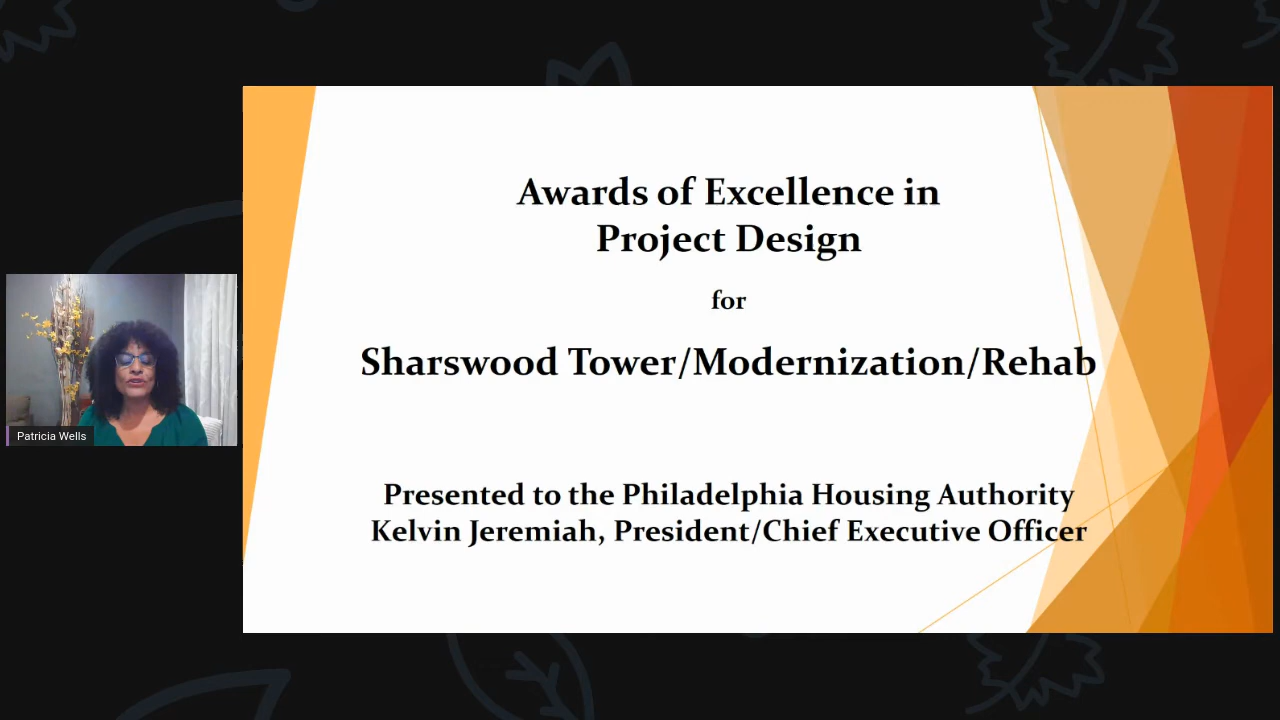 Awards of Excellence in
Project Design
for
Sharswood Tower/Modernization/Rehab
Presented to the Philadelphia Housing Authority
Kelvin Jeremiah, President/Chief Executive Officer
Patricia Wells